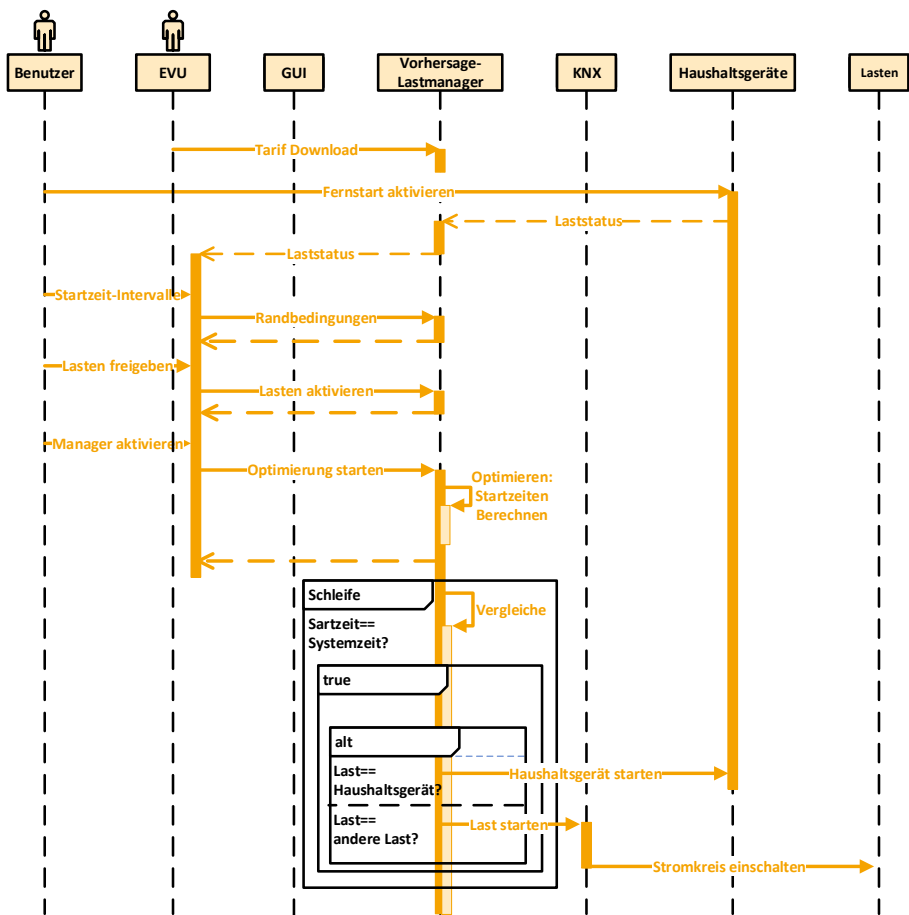 Benutzer
EVU
GUI
Vorhersage-
Lastmanager
KNX
Haushaltsgeräte
Lasten
Tarif Download
Fernstart aktivieren
Laststatus
Laststatus
Startzeit-Intervalle
Randbedingungen
Lasten freigeben
Lasten aktivieren
Manager aktivieren
Optimierung starten
Optimieren:
Startzeiten
Berechnen
Schleife
Vergleiche
Sartzeit==
Systemzeit?
true
alt
Last==
Haushaltsgerät?
Haushaltsgerät starten
Last==
andere Last?
Last starten
Stromkreis einschalten